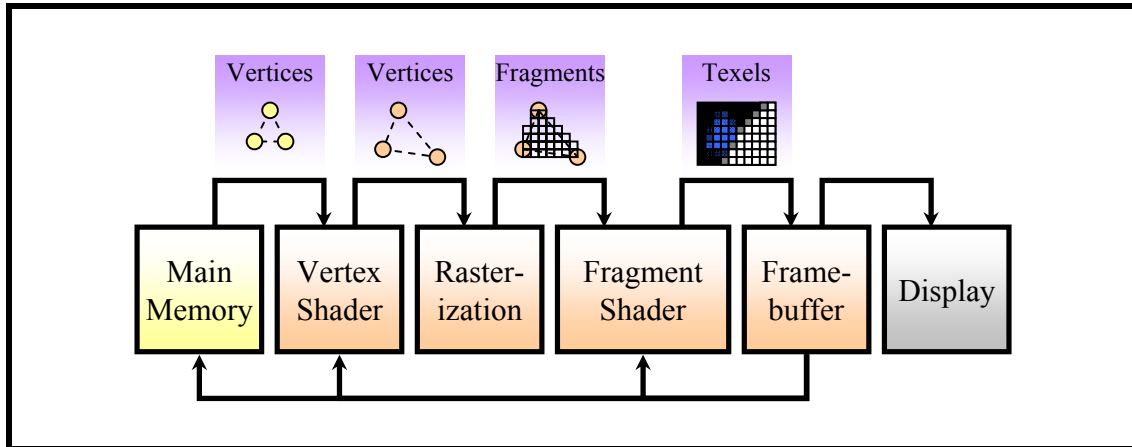 Vertices
Vertices
Fragments
Texels
Main
Memory
Vertex
Shader
Raster-
ization
Fragment
Shader
Frame-
buffer
Display